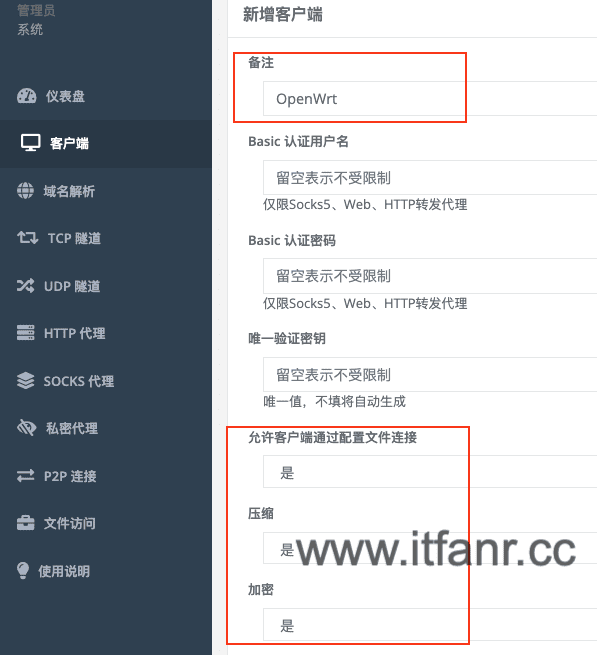 管理员
系统
仪表盘
客户端
域名解析
TCP 隧道
UDP 隧道
HTTP 代理
SOCKS 代理
私密代理
P2P 连接
文件访问
使用说明
新增客户端
备注
OpenWrt
Basic 认证用户名
留空表示不受限制
仅限Socks5、Web、HTTP转发代理
Basic 认证密码
留空表示不受限制
仅限Socks5、Web、HTTP转发代理
唯一验证密钥
留空表示不受限制
唯一值，不填将自动生成
允许客户端通过配置文件连接
是
压缩
是
www.itfanr.cc
加密
是